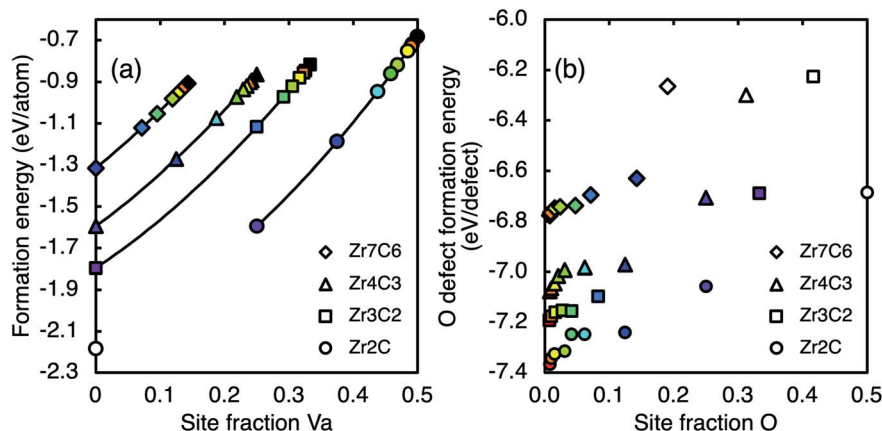 (a)
Formation energy (eV/atom)
-0.7
-0.9
-1.1
-1.3
-1.5
-1.7
-1.9
-2.1
-2.3
0
0.1
0.2
0.3
0.4
0.5
Site fraction Va
Zr7C6
Zr4C3
Zr3C2
Zr2C
(b)
O defect formation energy
(eV/defect)
-6.0
-6.2
-6.4
-6.6
-6.8
-7.0
-7.2
-7.4
0.0
0.1
0.2
0.3
0.4
0.5
Site fraction O
Zr7C6
Zr4C3
Zr3C2
Zr2C